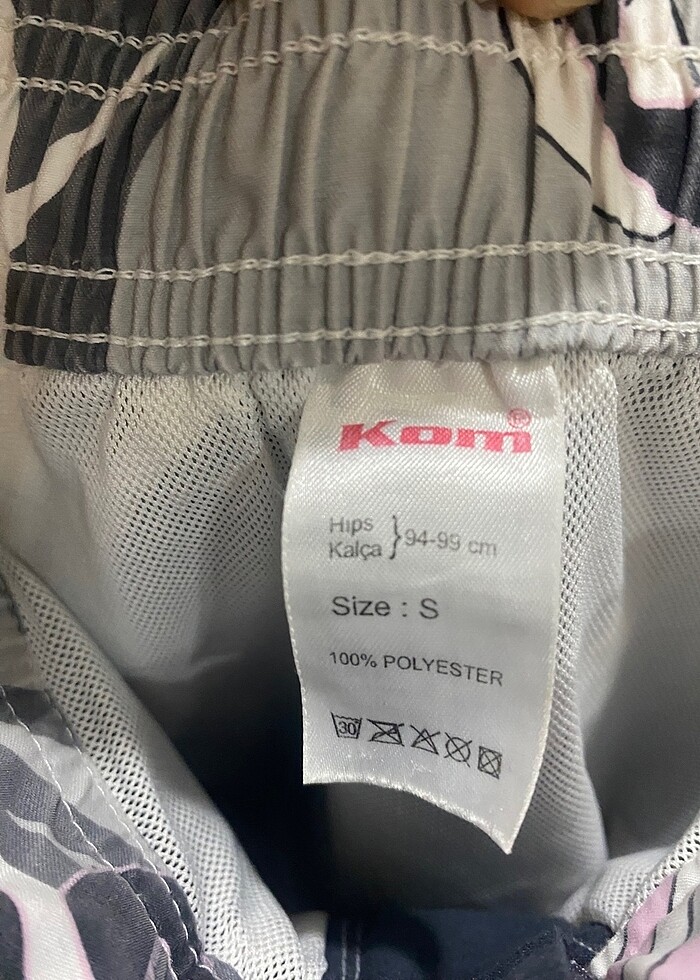 Kom®
Hips
Kalça } 94-99 cm
Size : S
100% POLYESTER
30